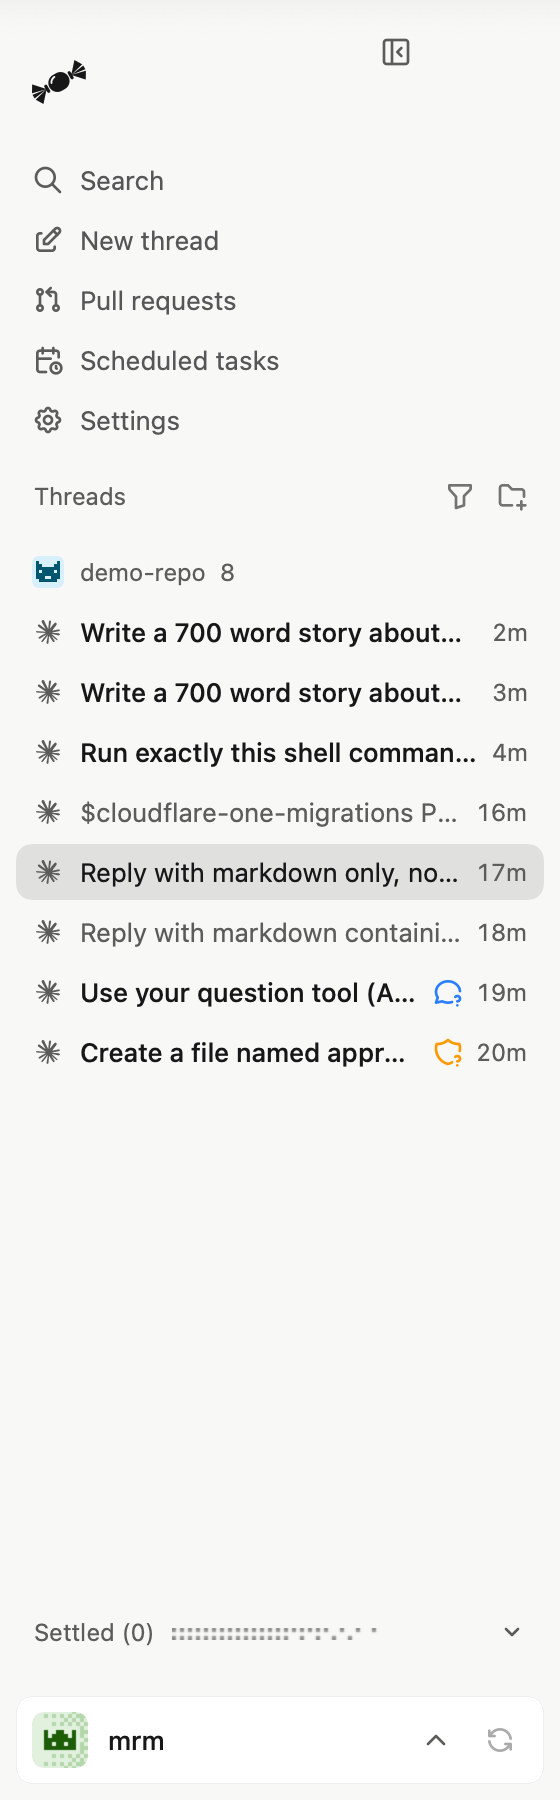 Search
New thread
Pull requests
Scheduled tasks
Settings
Threads
demo-repo 8
Write a 700 word story about... 2m
Write a 700 word story about... 3m
Run exactly this shell comman... 4m
$cloudflare-one-migrations P... 16m
Reply with markdown only, no... 17m
Reply with markdown containi... 18m
Use your question tool (A... 19m
Create a file named appr... 20m
Settled (0)
mrm